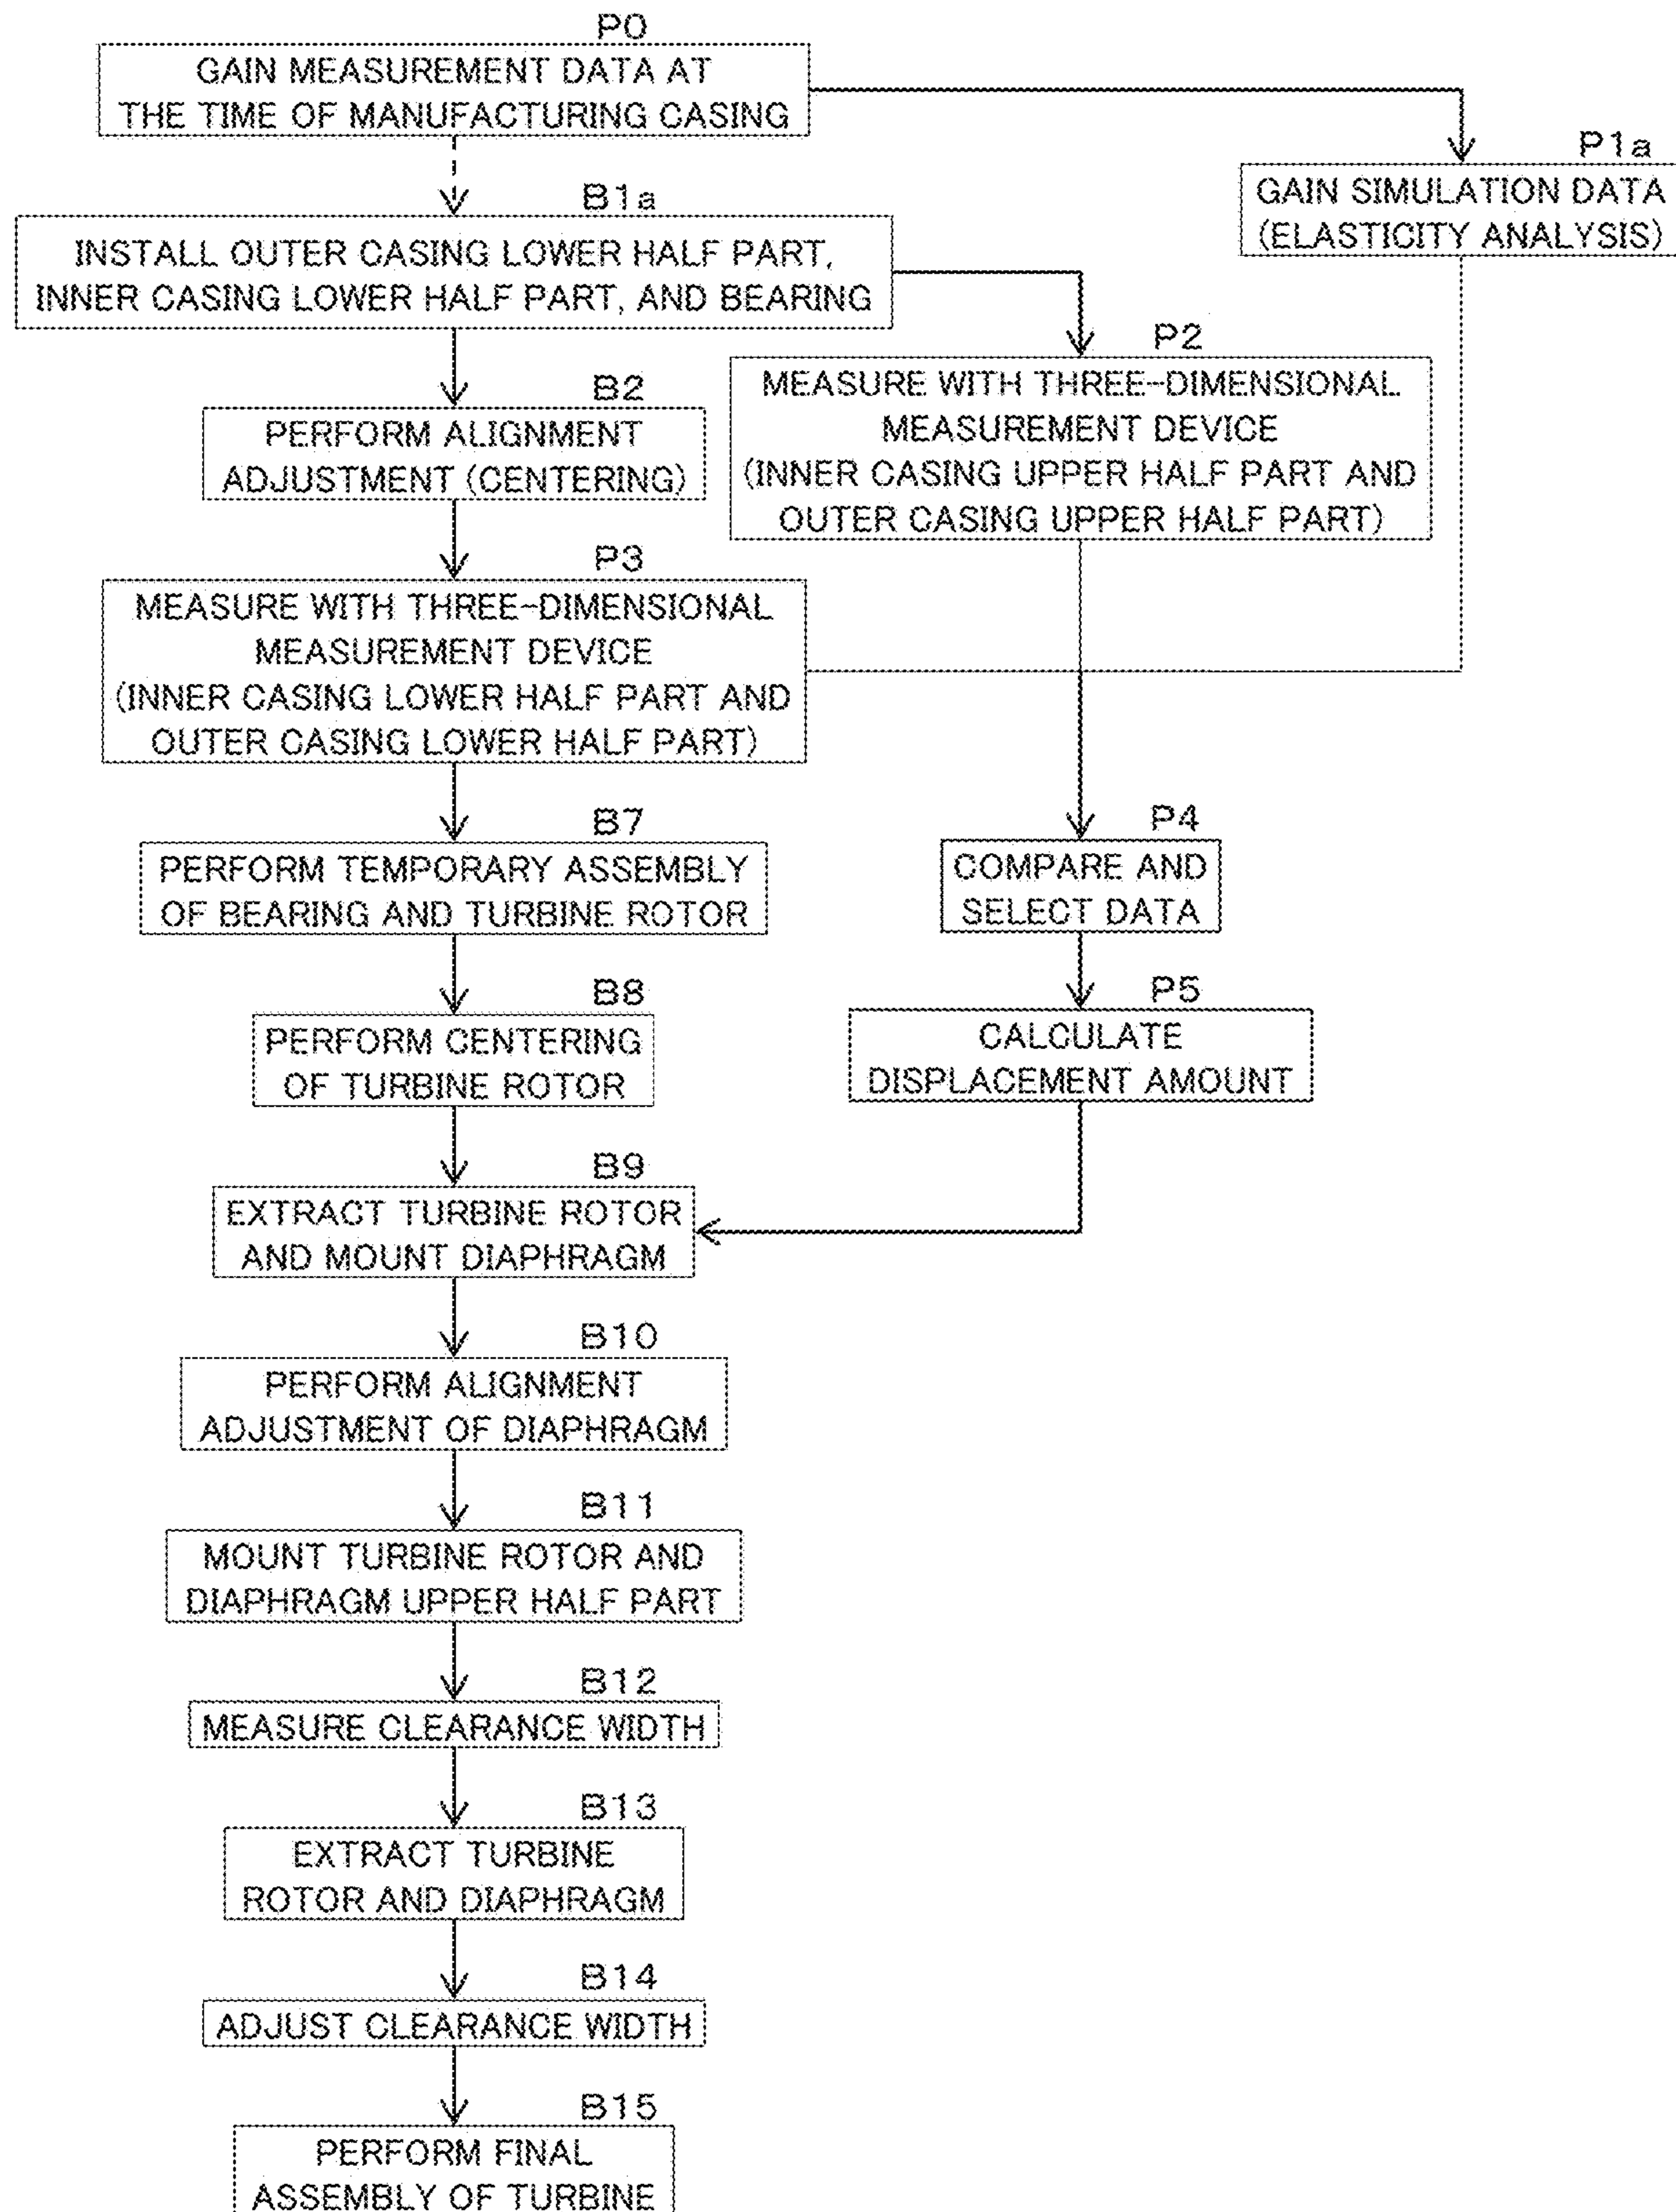 P0
GAIN MEASUREMENT DATA AT
THE TIME OF MANUFACTURING CASING
P1a
GAIN SIMULATION DATA
(ELASTICITY ANALYSIS)
B1a
INSTALL OUTER CASING LOWER HALF PART,
INNER CASING LOWER HALF PART, AND BEARING
P2
MEASURE WITH THREE-DIMENSIONAL
MEASUREMENT DEVICE
(INNER CASING UPPER HALF PART AND
OUTER CASING UPPER HALF PART)
B2
PERFORM ALIGNMENT
ADJUSTMENT (CENTERING)
P3
MEASURE WITH THREE-DIMENSIONAL
MEASUREMENT DEVICE
(INNER CASING LOWER HALF PART AND
OUTER CASING LOWER HALF PART)
B7
PERFORM TEMPORARY ASSEMBLY
OF BEARING AND TURBINE ROTOR
P4
COMPARE AND
SELECT DATA
B8
PERFORM CENTERING
OF TURBINE ROTOR
P5
CALCULATE
DISPLACEMENT AMOUNT
B9
EXTRACT TURBINE ROTOR
AND MOUNT DIAPHRAGM
B10
PERFORM ALIGNMENT
ADJUSTMENT OF DIAPHRAGM
B11
MOUNT TURBINE ROTOR AND
DIAPHRAGM UPPER HALF PART
B12
MEASURE CLEARANCE WIDTH
B13
EXTRACT TURBINE
ROTOR AND DIAPHRAGM
B14
ADJUST CLEARANCE WIDTH
B15
PERFORM FINAL
ASSEMBLY OF TURBINE